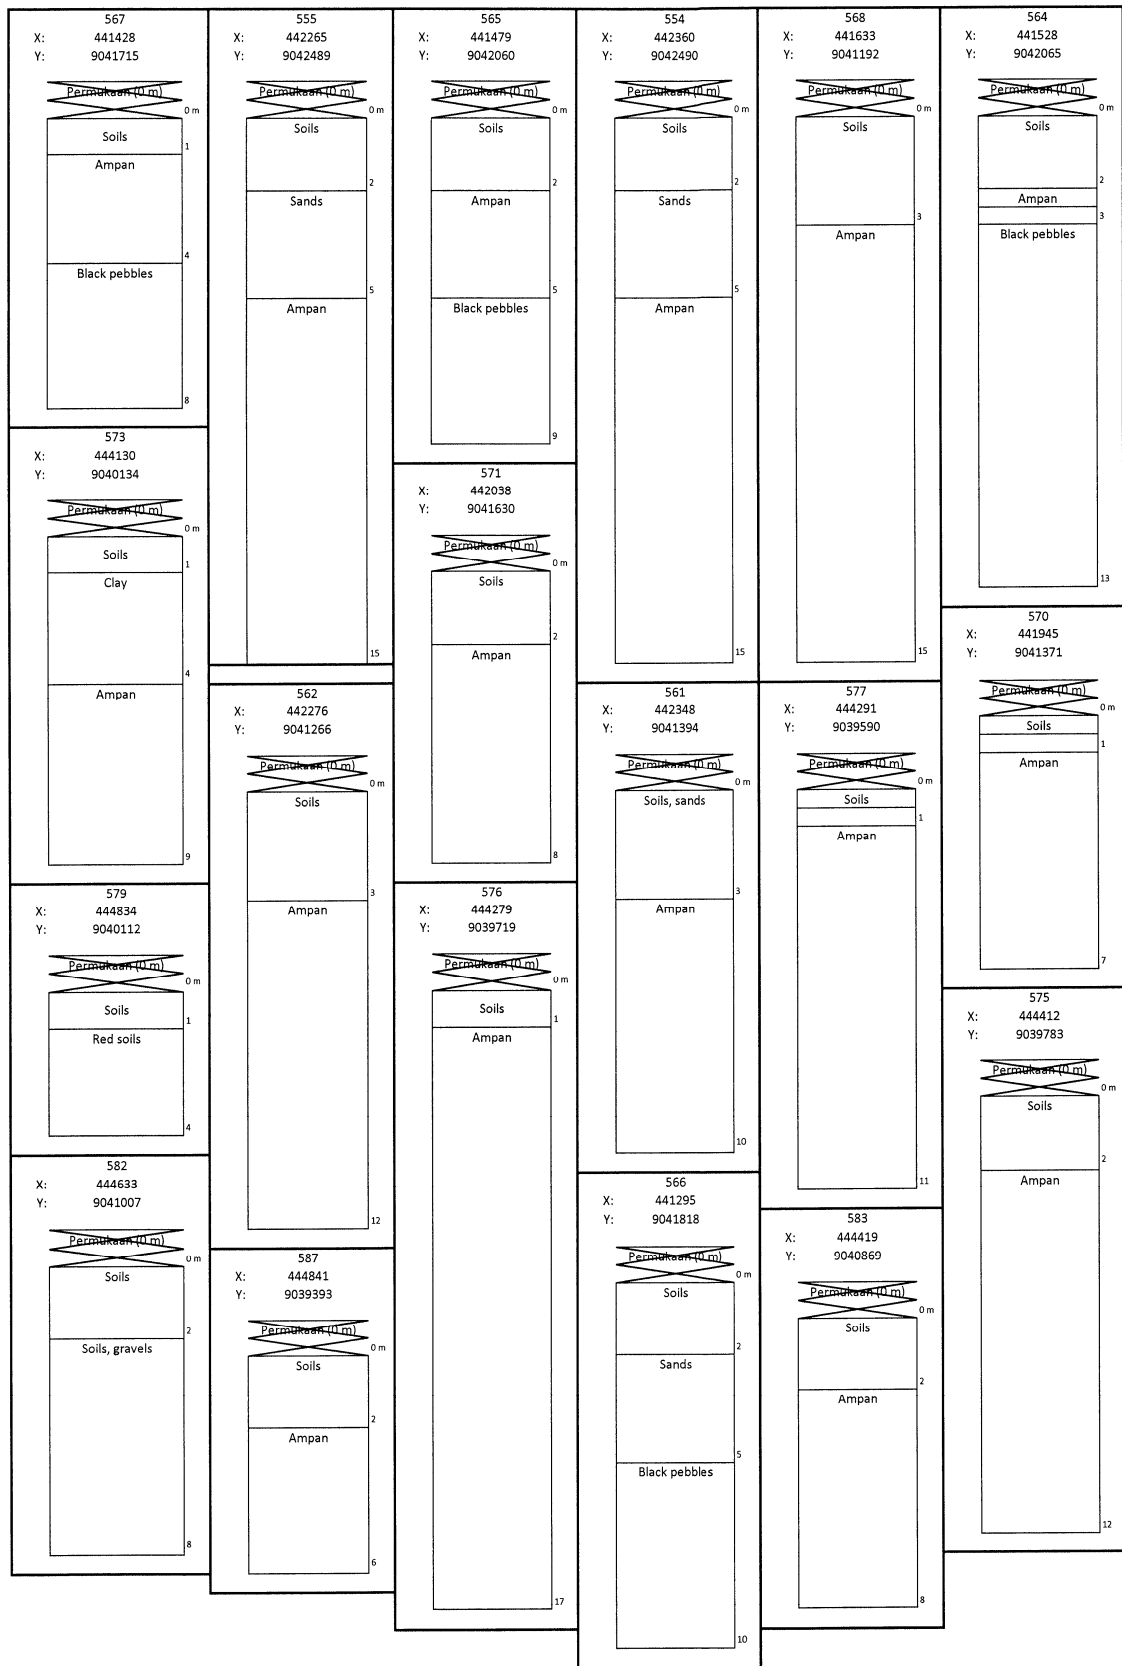 567
X: 441428
Y: 9041715
Permukaan (0 m)
0 m
Soils
1
Ampan
4
Black pebbles
8
573
X: 444130
Y: 9040134
Permukaan (0 m)
0 m
Soils
1
Clay
4
Ampan
9
579
X: 444834
Y: 9040112
Permukaan (0 m)
0 m
Soils
1
Red soils
4
582
X: 444633
Y: 9041007
Permukaan (0 m)
0 m
Soils
2
Soils, gravels
8
555
X: 442265
Y: 9042489
Permukaan (0 m)
0 m
Soils
2
Sands
5
Ampan
15
562
X: 442276
Y: 9041266
Permukaan (0 m)
0 m
Soils
3
Ampan
12
587
X: 444841
Y: 9039393
Permukaan (0 m)
0 m
Soils
2
Ampan
6
565
X: 441479
Y: 9042060
Permukaan (0 m)
0 m
Soils
2
Ampan
5
Black pebbles
9
571
X: 442038
Y: 9041630
Permukaan (0 m)
0 m
Soils
2
Ampan
8
576
X: 444279
Y: 9039719
Permukaan (0 m)
0 m
Soils
1
Ampan
17
554
X: 442360
Y: 9042490
Permukaan (0 m)
0 m
Soils
2
Sands
5
Ampan
15
561
X: 442348
Y: 9041394
Permukaan (0 m)
0 m
Soils, sands
3
Ampan
10
566
X: 441295
Y: 9041818
Permukaan (0 m)
0 m
Soils
2
Sands
5
Black pebbles
10
568
X: 441633
Y: 9041192
Permukaan (0 m)
0 m
Soils
3
Ampan
15
577
X: 444291
Y: 9039590
Permukaan (0 m)
0 m
Soils
1
Ampan
11
583
X: 444419
Y: 9040869
Permukaan (0 m)
0 m
Soils
2
Ampan
8
564
X: 441528
Y: 9042065
Permukaan (0 m)
0 m
Soils
2
Ampan
3
Black pebbles
13
570
X: 441945
Y: 9041371
Permukaan (0 m)
0 m
Soils
1
Ampan
7
575
X: 444412
Y: 9039783
Permukaan (0 m)
0 m
Soils
2
Ampan
12